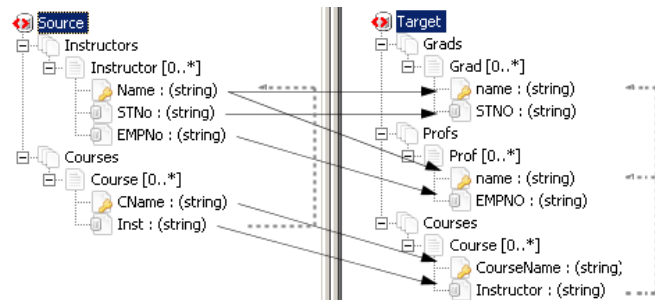 Source
Instructors
Instructor [0..*]
Name : (string)
STNo : (string)
EMPNo : (string)
Courses
Course [0..*]
CName : (string)
Inst : (string)
Target
Grads
Grad [0..*]
name : (string)
STNO : (string)
Profs
Prof [0..*]
name : (string)
EMPNO : (string)
Courses
Course [0..*]
CourseName : (string)
Instructor : (string)